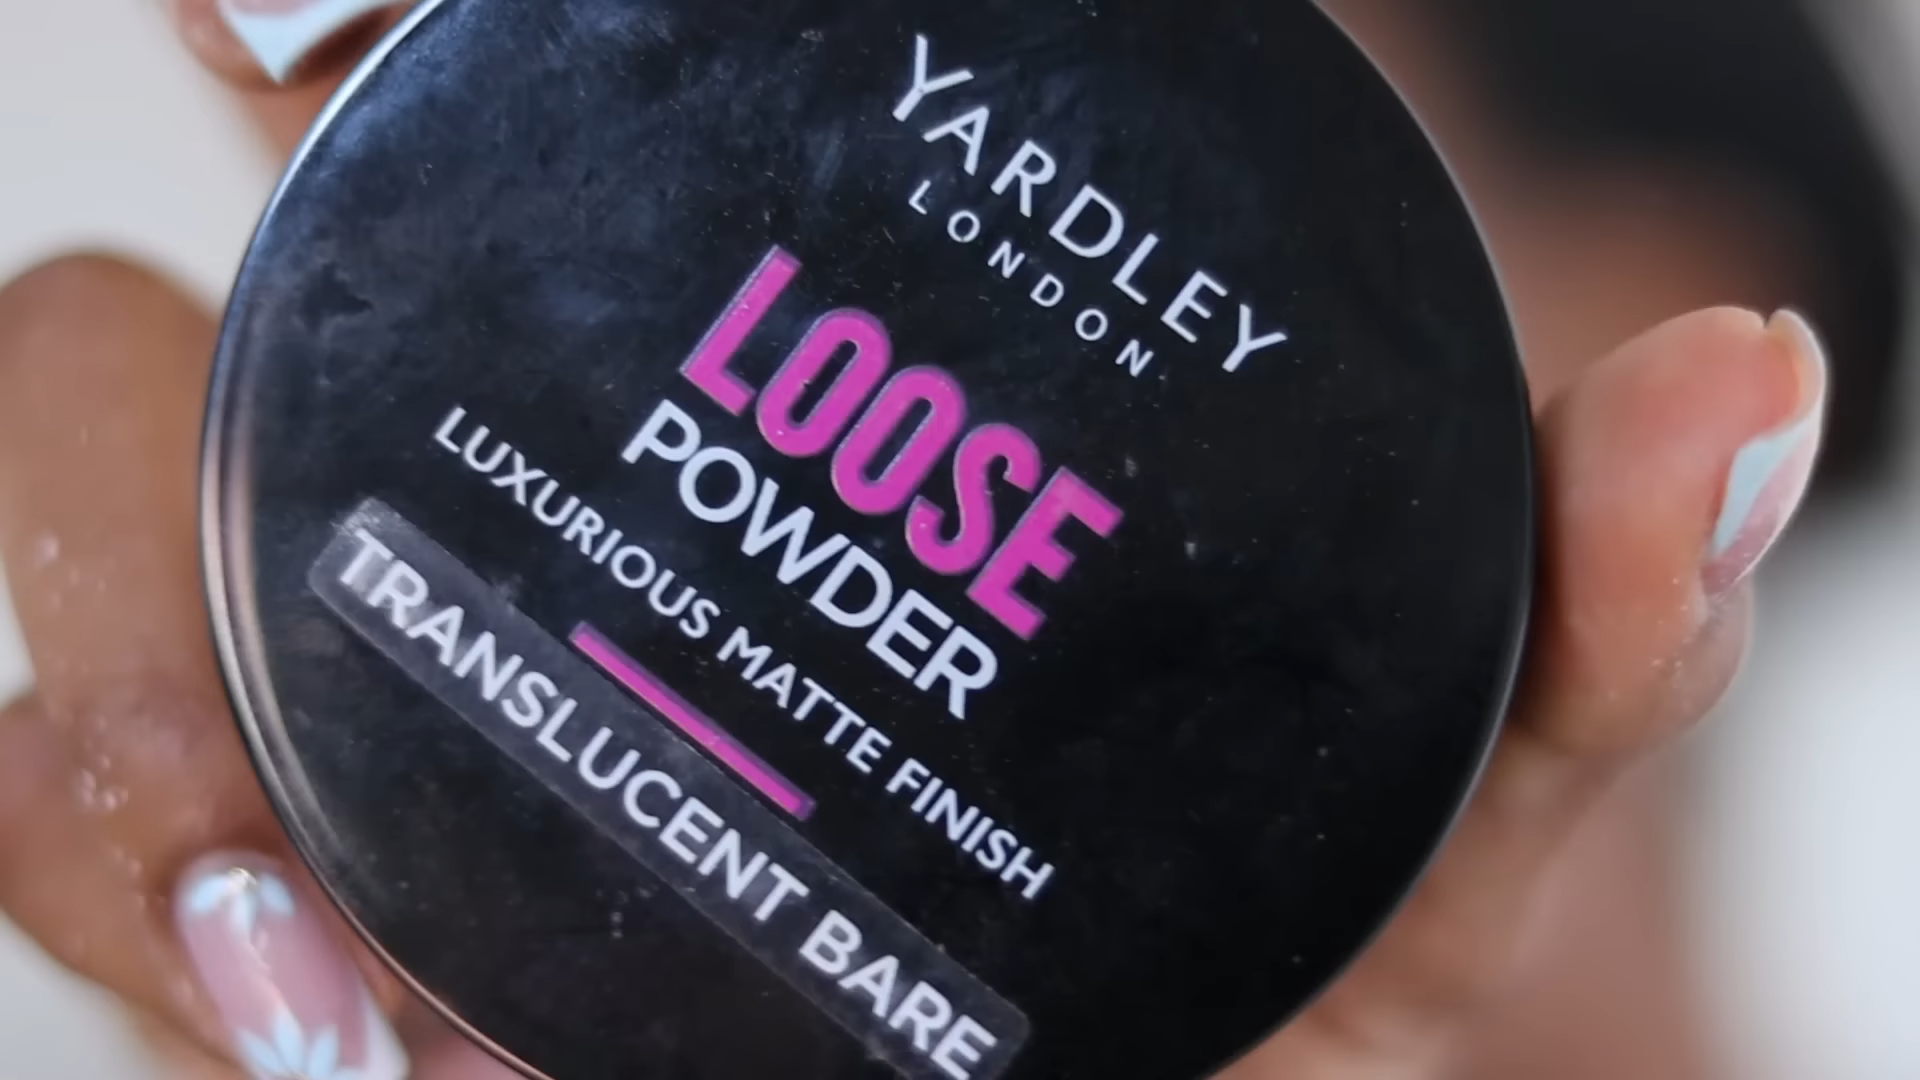 YARDLEY
LONDON
LOOSE
POWDER
LUXURIOUS MATTE FINISH
TRANSLUCENT BARE